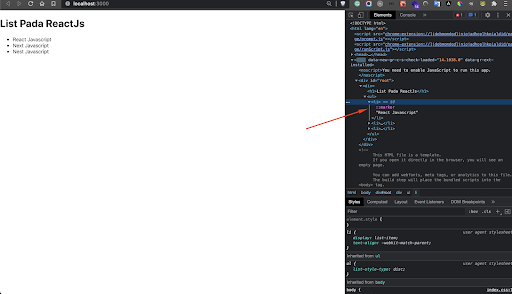 localhost:3000
List Pada ReactJs
React Javascript
Next Javascript
Nest Javascript
Elements Console
<!DOCTYPE html>
<html lang="en">
<noscript>You need to enable JavaScript to run this app.
</noscript>
<div id="root">
<div>
<h1>List Pada ReactJs</h1>
<ul>
<li> == $0
::marker
"React Javascript"
</li>
<li>…</li>
<li>…</li>
</ul>
</div>
</div>
<!--
This HTML file is a template.
If you open it directly in the browser, you will see an
empty page.
You can add webfonts, meta tags, or analytics to this file.
The build step will place the bundled scripts into the
<body> tag.
html body div#root div ul li
Styles Computed Layout Event Listeners DOM Breakpoints
Filter :hov .cls
element.style {
}
li { user agent stylesheet
display: list-item;
text-align: -webkit-match-parent;
}
Inherited from ul
ul { user agent stylesheet
list-style-type: disc;
}
Inherited from body
body { index.css:1